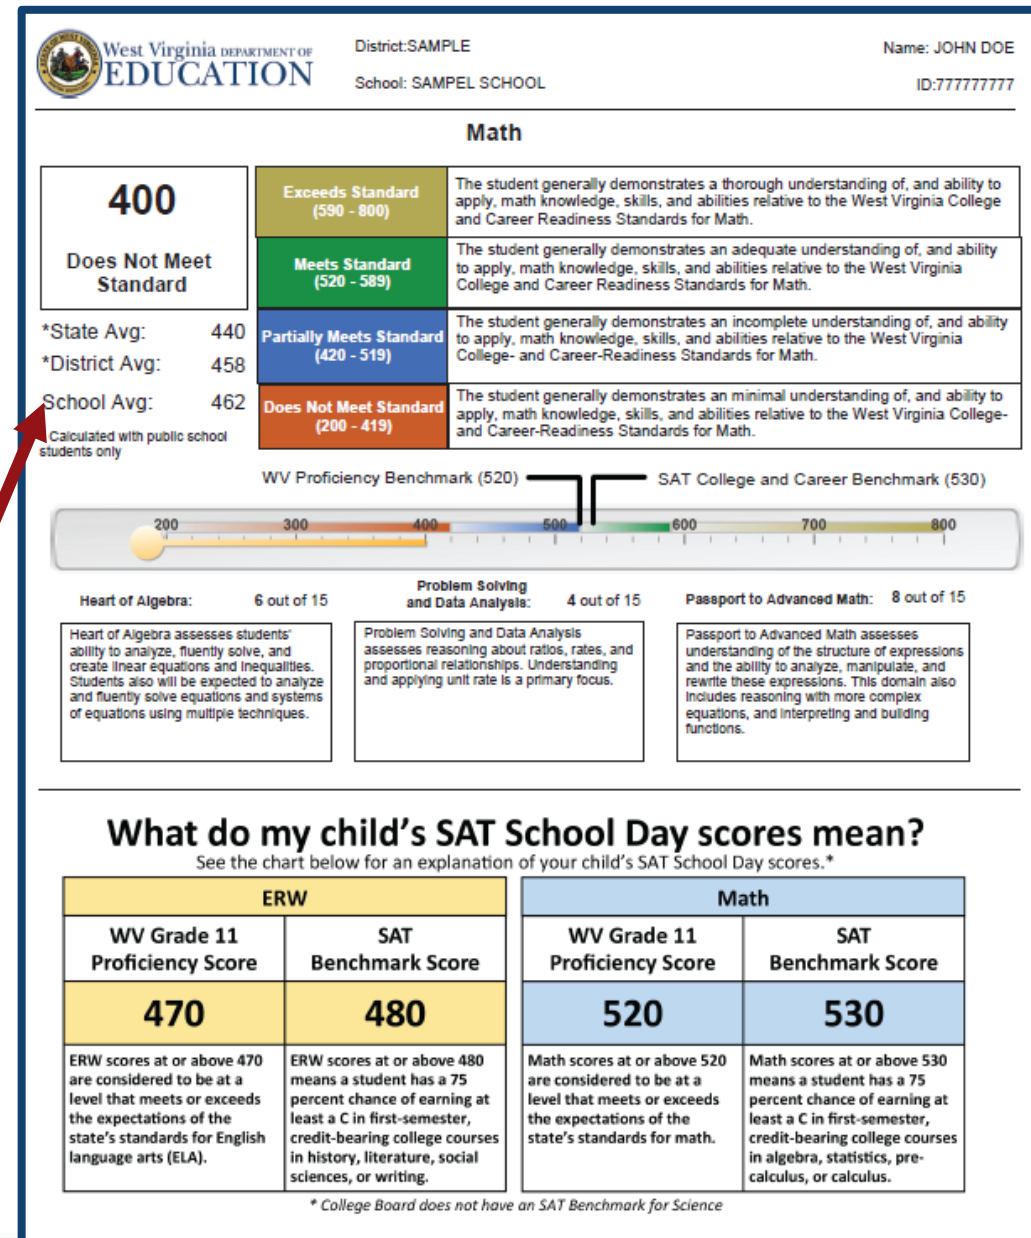 West Virginia DEPARTMENT OF
EDUCATION
District:SAMPLE
School: SAMPEL SCHOOL
Name: JOHN DOE
ID:777777777
Math
400
Does Not Meet
Standard
*State Avg: 440
*District Avg: 458
School Avg: 462
Calculated with public school
students only
Exceeds Standard
(590 - 800)
The student generally demonstrates a thorough understanding of, and ability to
apply, math knowledge, skills, and abilities relative to the West Virginia College
and Career Readiness Standards for Math.
Meets Standard
(520 - 589)
The student generally demonstrates an adequate understanding of, and ability
to apply, math knowledge, skills, and abilities relative to the West Virginia
College and Career Readiness Standards for Math.
Partially Meets Standard
(420 - 519)
The student generally demonstrates an incomplete understanding of, and ability
to apply, math knowledge, skills, and abilities relative to the West Virginia
College- and Career-Readiness Standards for Math.
Does Not Meet Standard
(200 - 419)
The student generally demonstrates an minimal understanding of, and ability to
apply, math knowledge, skills, and abilities relative to the West Virginia College-
and Career-Readiness Standards for Math.
WV Proficiency Benchmark (520)
SAT College and Career Benchmark (530)
200 300 400 500 600 700 800
Heart of Algebra: 6 out of 15
Heart of Algebra assesses students'
ability to analyze, fluently solve, and
create linear equations and inequalities.
Students also will be expected to analyze
and fluently solve equations and systems
of equations using multiple techniques.
Problem Solving
and Data Analysis: 4 out of 15
Problem Solving and Data Analysis
assesses reasoning about ratios, rates, and
proportional relationships. Understanding
and applying unit rate is a primary focus.
Passport to Advanced Math: 8 out of 15
Passport to Advanced Math assesses
understanding of the structure of expressions
and the ability to analyze, manipulate, and
rewrite these expressions. This domain also
includes reasoning with more complex
equations, and interpreting and building
functions.
What do my child's SAT School Day scores mean?
See the chart below for an explanation of your child's SAT School Day scores.*
ERW
WV Grade 11
Proficiency Score
470
ERW scores at or above 470
are considered to be at a
level that meets or exceeds
the expectations of the
state's standards for English
language arts (ELA).
SAT
Benchmark Score
480
ERW scores at or above 480
means a student has a 75
percent chance of earning at
least a C in first-semester,
credit-bearing college courses
in history, literature, social
sciences, or writing.
Math
WV Grade 11
Proficiency Score
520
Math scores at or above 520
are considered to be at a
level that meets or exceeds
the expectations of the
state's standards for math.
SAT
Benchmark Score
530
Math scores at or above 530
means a student has a 75
percent chance of earning at
least a C in first-semester,
credit-bearing college courses
in algebra, statistics, pre-
calculus, or calculus.
* College Board does not have an SAT Benchmark for Science